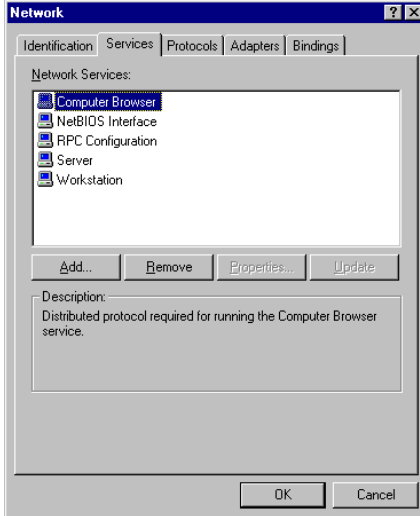 Network
Identification Services Protocols Adapters Bindings
Network Services:
Computer Browser
NetBIOS Interface
RPC Configuration
Server
Workstation
Add... Remove Properties... Update
Description:
Distributed protocol required for running the Computer Browser
service.
OK Cancel